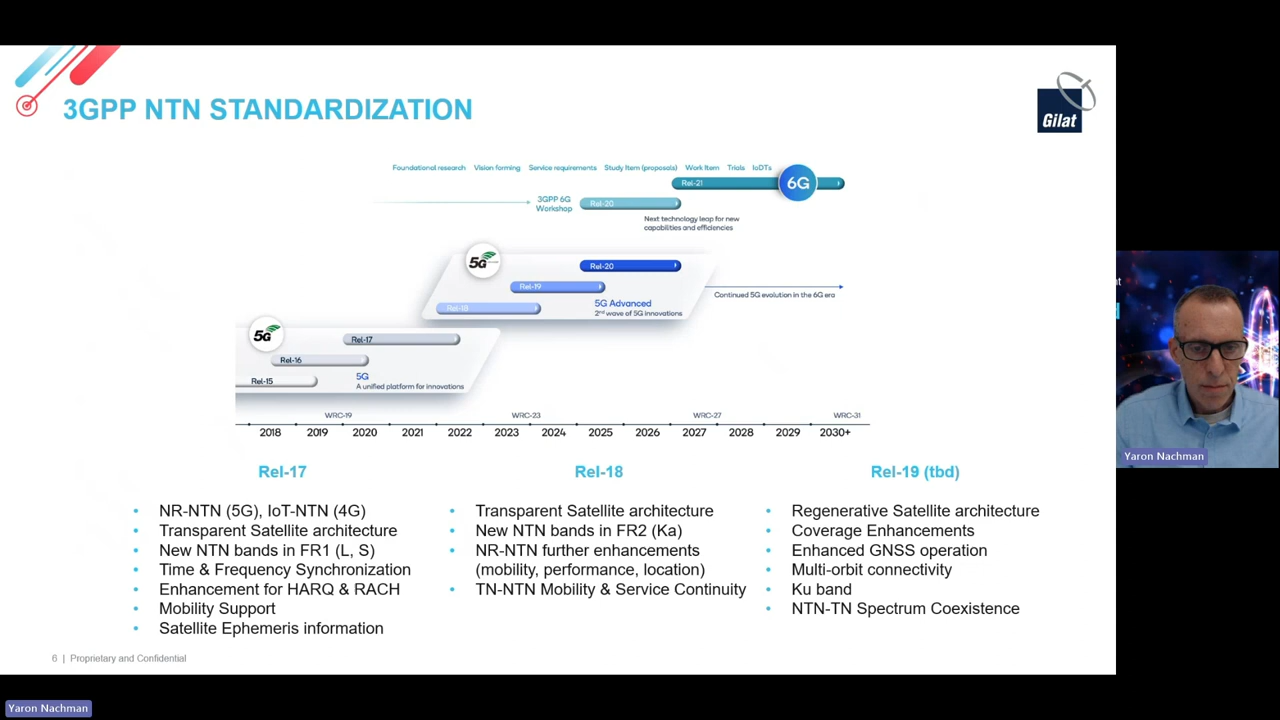 3GPP NTN STANDARDIZATION
Gilat
Foundational research Vision forming Service requirements Study Item (proposals) Work Item Trials IoDTs
Rel-21
6G
3GPP 6G
Workshop
Rel-20
Next technology leap for new
capabilities and efficiencies
5G
Rel-20
Rel-19
Rel-18
5G Advanced
2nd wave of 5G innovations
Continued 5G evolution in the 6G era
5G
Rel-17
Rel-16
Rel-15
5G
A unified platform for innovations
WRC-19 WRC-23 WRC-27 WRC-31
2018 2019 2020 2021 2022 2023 2024 2025 2026 2027 2028 2029 2030+
Rel-17
• NR-NTN (5G), IoT-NTN (4G)
• Transparent Satellite architecture
• New NTN bands in FR1 (L, S)
• Time & Frequency Synchronization
• Enhancement for HARQ & RACH
• Mobility Support
• Satellite Ephemeris information
Rel-18
• Transparent Satellite architecture
• New NTN bands in FR2 (Ka)
• NR-NTN further enhancements
(mobility, performance, location)
• TN-NTN Mobility & Service Continuity
Rel-19 (tbd)
• Regenerative Satellite architecture
• Coverage Enhancements
• Enhanced GNSS operation
• Multi-orbit connectivity
• Ku band
• NTN-TN Spectrum Coexistence
6 | Proprietary and Confidential
Yaron Nachman
Yaron Nachman